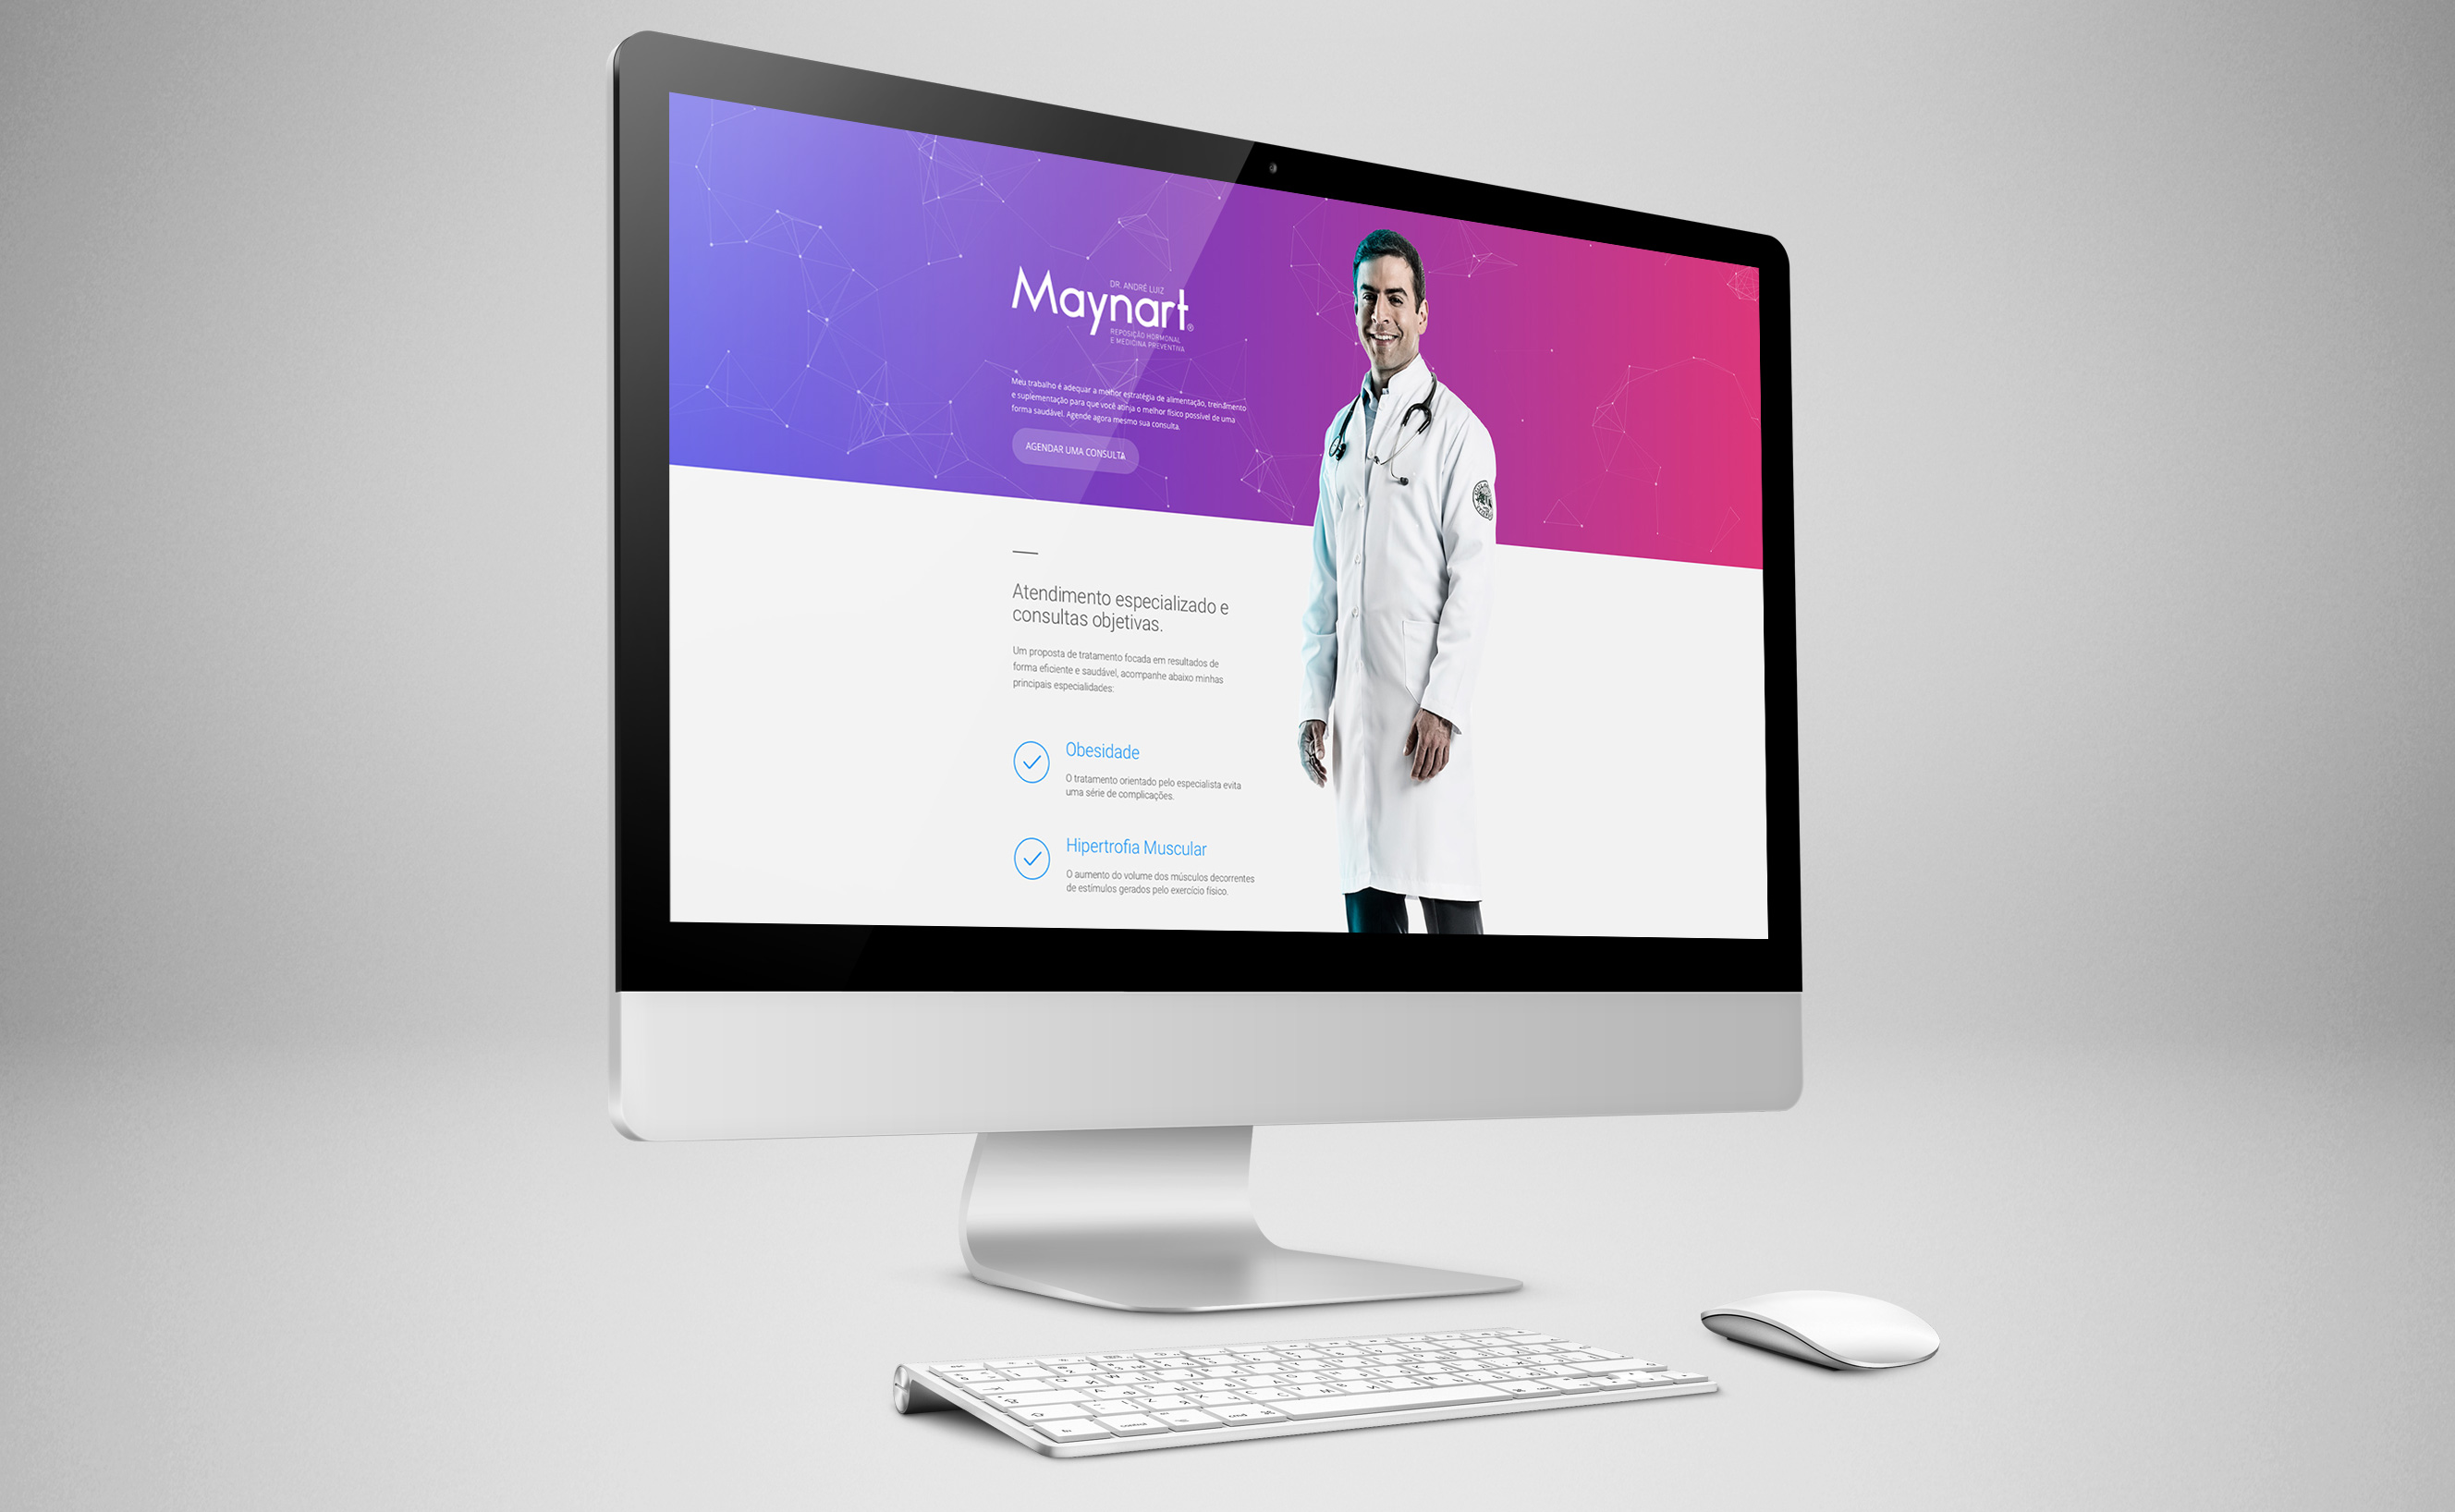 DR. ANDRÉ LUIZ
Maynart®
REPOSIÇÃO HORMONAL
E MEDICINA PREVENTIVA
Meu trabalho é adequar a melhor estratégia de alimentação, treinamento
e suplementação para que você atinja o melhor físico possível de uma
forma saudável. Agende agora mesmo sua consulta.
AGENDAR UMA CONSULTA
Atendimento especializado e
consultas objetivas.
Um proposta de tratamento focada em resultados de
forma eficiente e saudável, acompanhe abaixo minhas
principais especialidades:
Obesidade
O tratamento orientado pelo especialista evita
uma série de complicações.
Hipertrofia Muscular
O aumento do volume dos músculos decorrentes
de estímulos gerados pelo exercício físico.
control
cmd